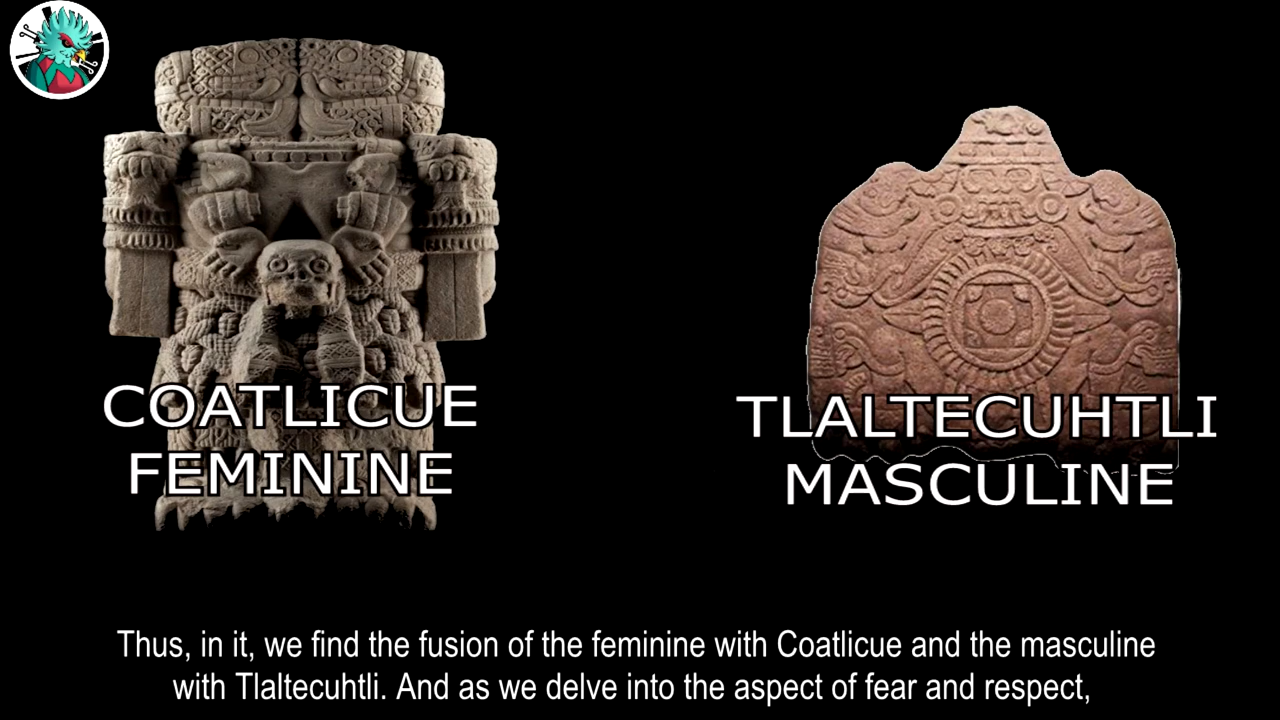 COATLICUE
FEMININE
TLALTECUHTLI
MASCULINE
Thus, in it, we find the fusion of the feminine with Coatlicue and the masculine
with Tlaltecuhtli. And as we delve into the aspect of fear and respect,